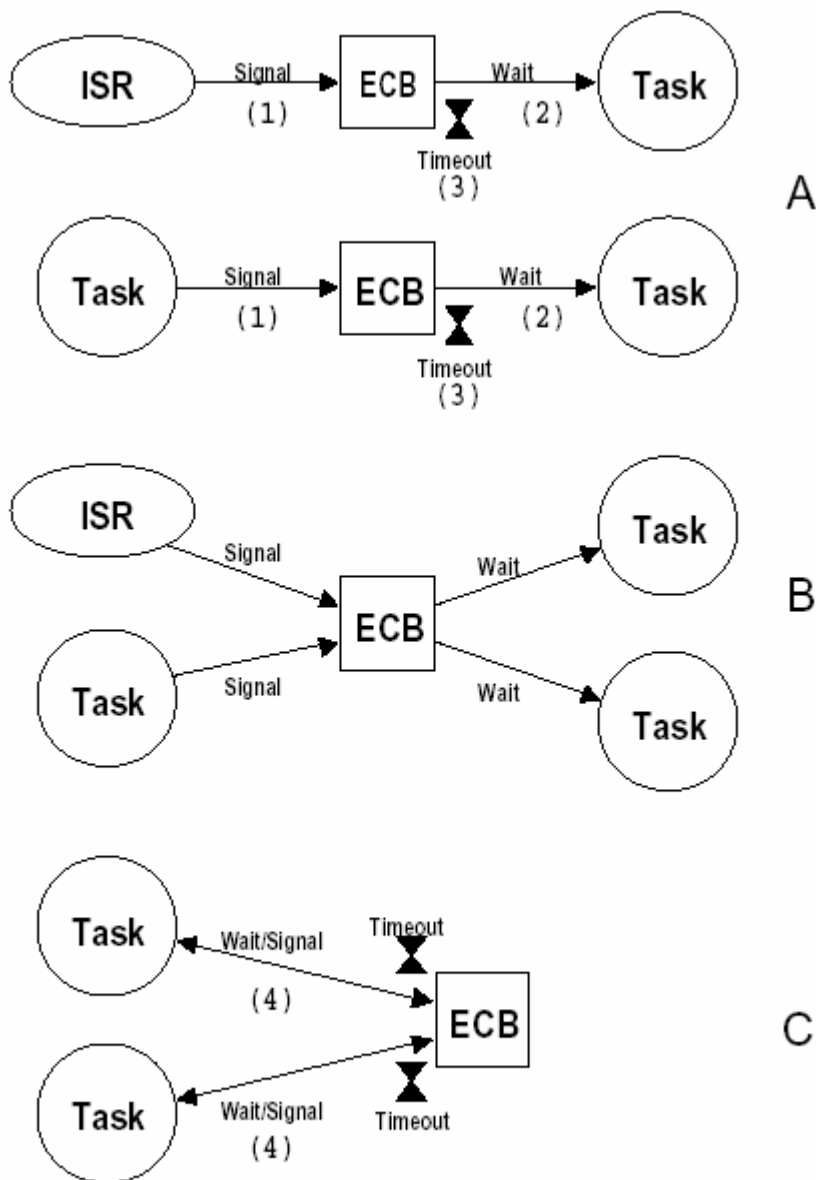 ISR
Signal
(1)
ECB
Wait
(2)
Timeout
(3)
Task
A
Task
Signal
(1)
ECB
Wait
(2)
Timeout
(3)
Task
ISR
Signal
Task
Signal
ECB
Wait
Task
Wait
Task
B
Task
Wait/Signal
(4)
Timeout
ECB
C
Task
Wait/Signal
(4)
Timeout